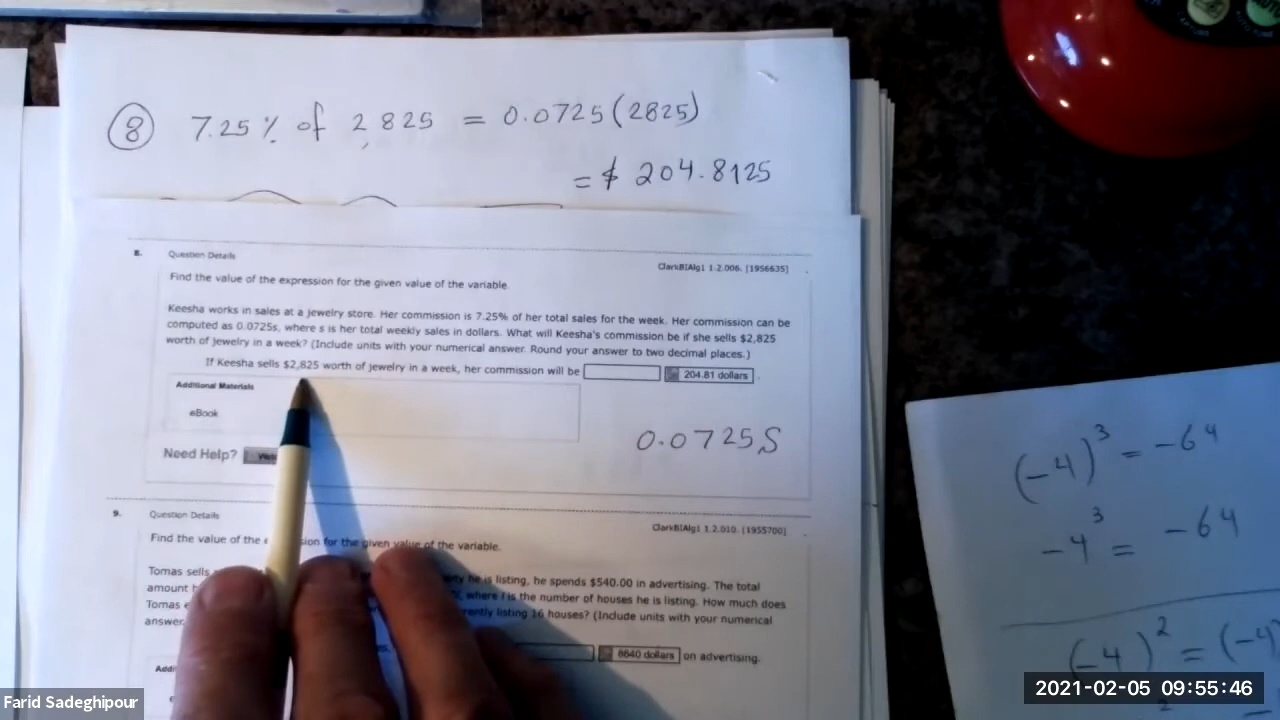 8 7.25% of 2,825 = 0.0725(2825)
= $ 204.8125
8. Question Details ClarkBIAlg1 1.2.006. [1956635]
Find the value of the expression for the given value of the variable.
Keesha works in sales at a jewelry store. Her commission is 7.25% of her total sales for the week. Her commission can be
computed as 0.0725s, where s is her total weekly sales in dollars. What will Keesha's commission be if she sells $2,825
worth of jewelry in a week? (Include units with your numerical answer. Round your answer to two decimal places.)
If Keesha sells $2,825 worth of jewelry in a week, her commission will be 204.81 dollars .
Additional Materials
eBook
0.0725S
Need Help?
9. Question Details ClarkBIAlg1 1.2.010. [1955700]
Find the value of the for the given value of the variable.
Tomas sells he is listing, he spends $540.00 in advertising. The total
amount where l is the number of houses he is listing. How much does
Tomas listing 16 houses? (Include units with your numerical
answer.
8640 dollars on advertising.
(-4)³ = -64
-4³ = -64
(-4)² = (-4)
Farid Sadeghipour
2021-02-05 09:55:46